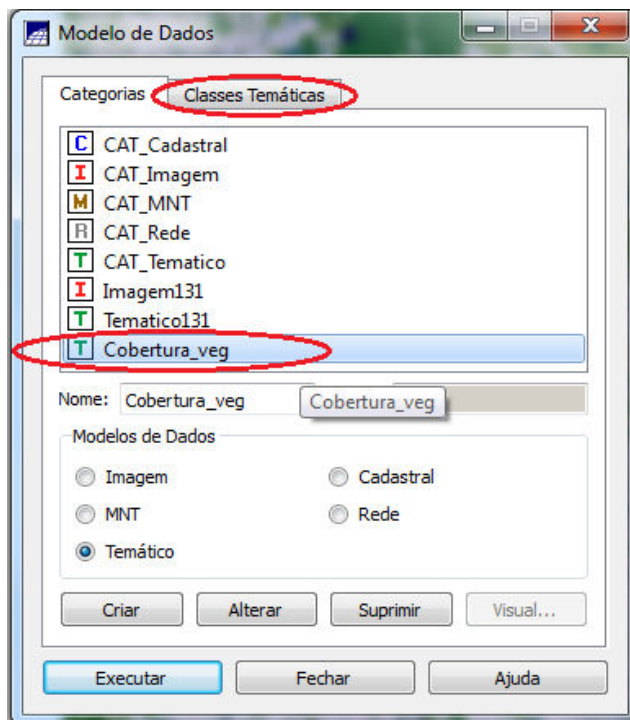 Modelo de Dados
Categorias Classes Temáticas
C CAT_Cadastral
I CAT_Imagem
M CAT_MNT
R CAT_Rede
T CAT_Tematico
I Imagem131
T Tematico131
T Cobertura_veg
Nome: Cobertura_veg Cobertura_veg
Modelos de Dados
Imagem Cadastral
MNT Rede
Temático
Criar Alterar Suprimir Visual...
Executar Fechar Ajuda